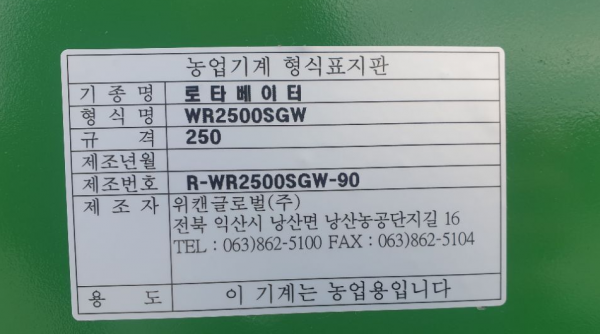 농업기계 형식표지판
기종명 로타베이터
형식명 WR2500SGW
규격 250
제조년월
제조번호 R-WR2500SGW-90
제조자 위캔글로벌(주)
전북 익산시 낭산면 낭산농공단지길 16
TEL : 063)862-5100 FAX : 063)862-5104
용도 이 기계는 농업용입니다